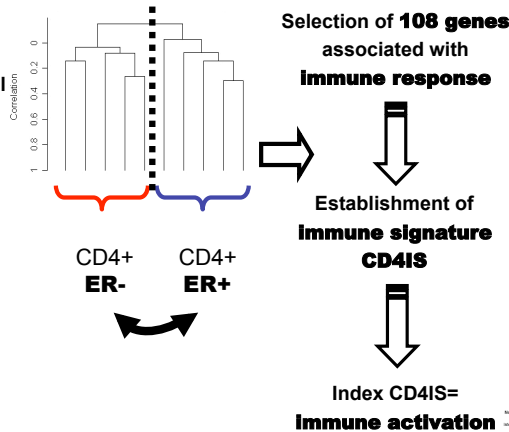 Correlation
0
0.2
0.4
0.6
0.8
1
CD4+
ER-
CD4+
ER+
Selection of 108 genes
associated with
immune response
Establishment of
immune signature
CD4IS
Index CD4IS=
immune activation